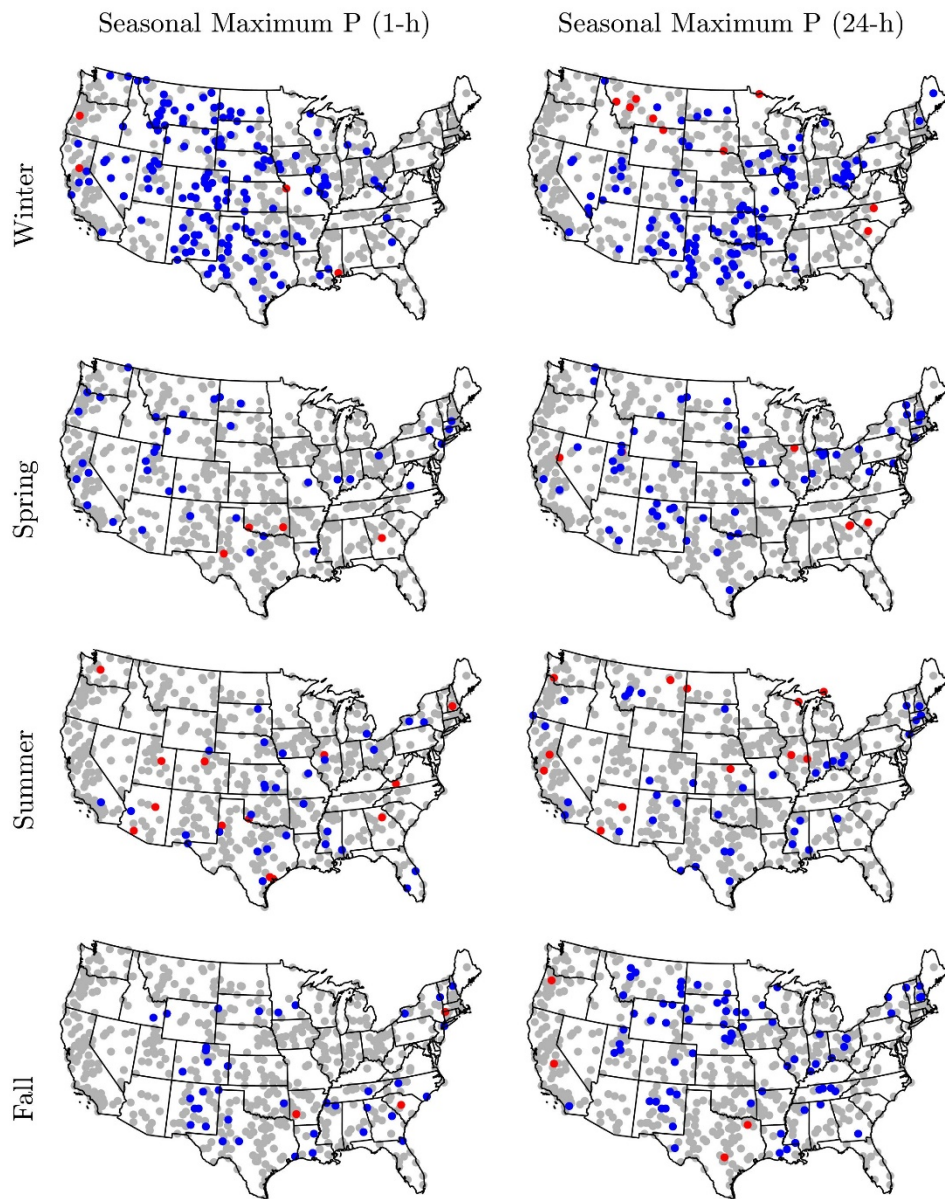 Seasonal Maximum P (1-h)
Seasonal Maximum P (24-h)
Winter
Spring
Summer
Fall